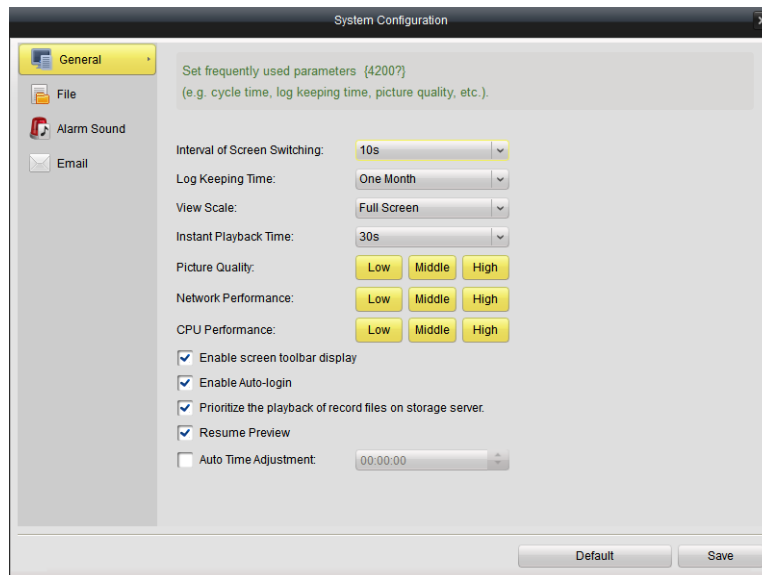 System Configuration
General
File
Alarm Sound
Email
Set frequently used parameters {4200?}
(e.g. cycle time, log keeping time, picture quality, etc.).
Interval of Screen Switching: 10s
Log Keeping Time: One Month
View Scale: Full Screen
Instant Playback Time: 30s
Picture Quality: Low Middle High
Network Performance: Low Middle High
CPU Performance: Low Middle High
Enable screen toolbar display
Enable Auto-login
Prioritize the playback of record files on storage server.
Resume Preview
Auto Time Adjustment: 00:00:00
Default Save